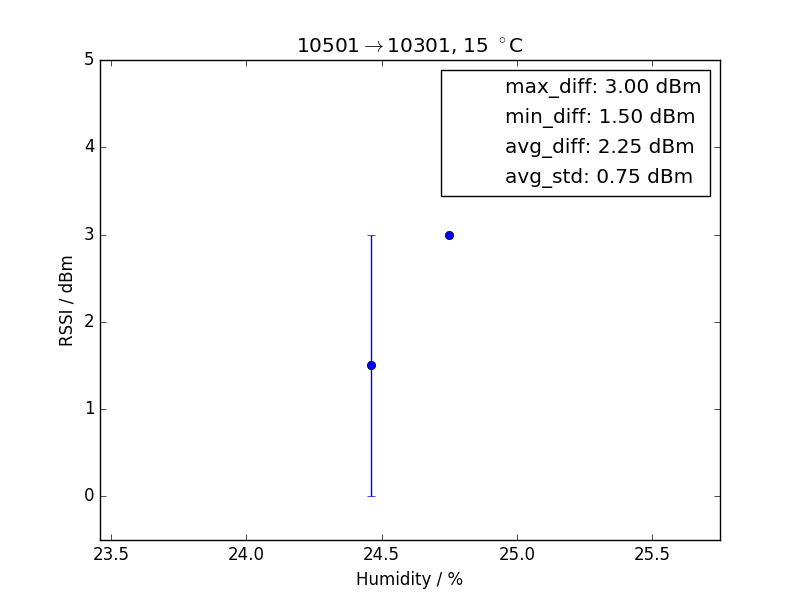 10501→10301, 15 °C
5
4
3
2
1
0
RSSI / dBm
max_diff: 3.00 dBm
min_diff: 1.50 dBm
avg_diff: 2.25 dBm
avg_std: 0.75 dBm
23.5 24.0 24.5 25.0 25.5
Humidity / %